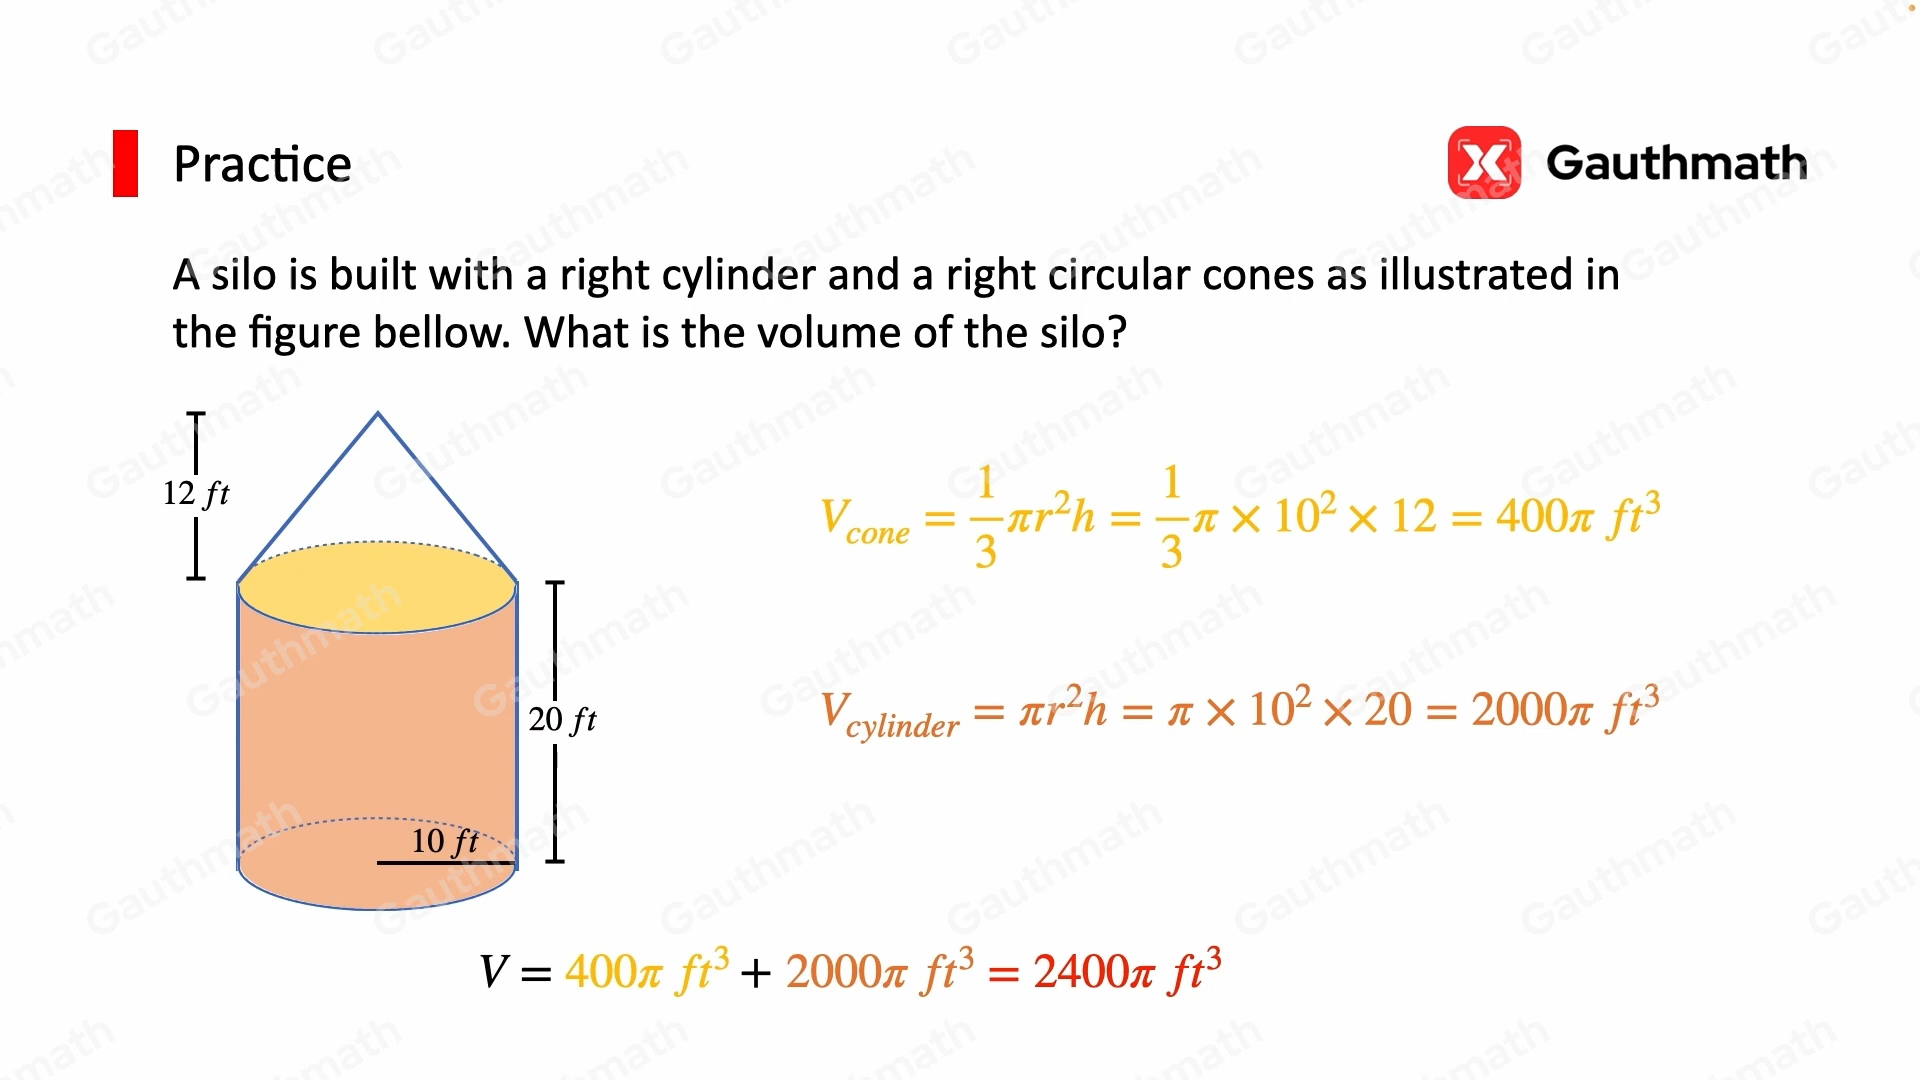 Practice
Gauthmath
A silo is built with a right cylinder and a right circular cones as illustrated in
the figure bellow. What is the volume of the silo?
12 ft
V_cone = 1/3 πr²h = 1/3 π × 10² × 12 = 400π ft³
20 ft
V_cylinder = πr²h = π × 10² × 20 = 2000π ft³
10 ft
V = 400π ft³ + 2000π ft³ = 2400π ft³